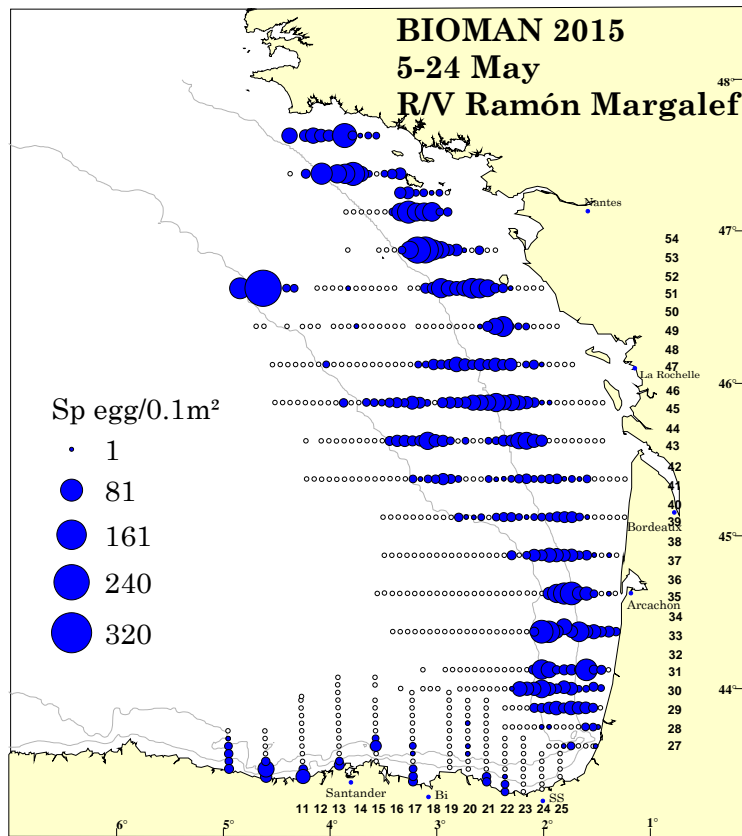 BIOMAN 2015
5-24 May
R/V Ramón Margalef
48°
Nantes
47°
54
53
52
51
50
49
48
47
La Rochelle
46°
46
45
44
43
42
41
40
39
Bordeaux
45°
38
37
36
35
Arcachon
34
33
32
31
30
44°
29
28
27
Sp egg/0.1m²
1
81
161
240
320
Santander
Bi
SS
11 12 13 14 15 16 17 18 19 20 21 22 23 24 25
6° 5° 4° 3° 2° 1°